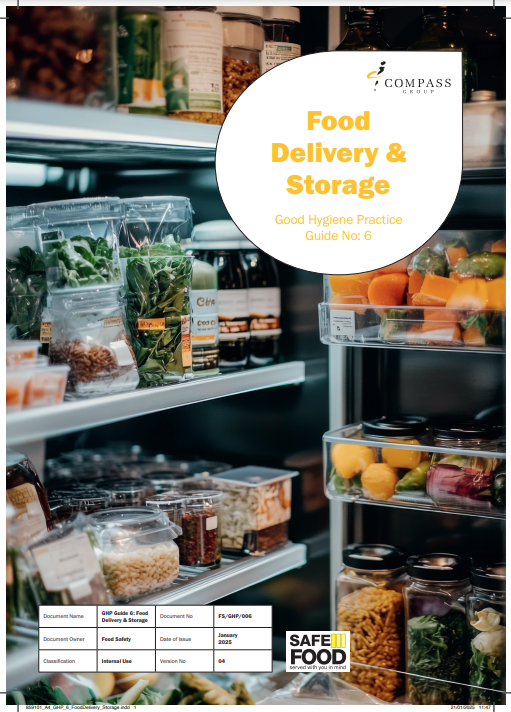 COMPASS
GROUP
Food
Delivery &
Storage
Good Hygiene Practice
Guide No: 6
Document Name
GHP Guide 6: Food
Delivery & Storage
Document No
FS/GHP/006
Document Owner
Food Safety
Date of Issue
January
2025
Classification
Internal Use
Version No
04
SAFE
FOOD
served with you in mind
659101_A4_GHP_6_FoodDelivery_Storage.indd 1
21/01/2025 11:47